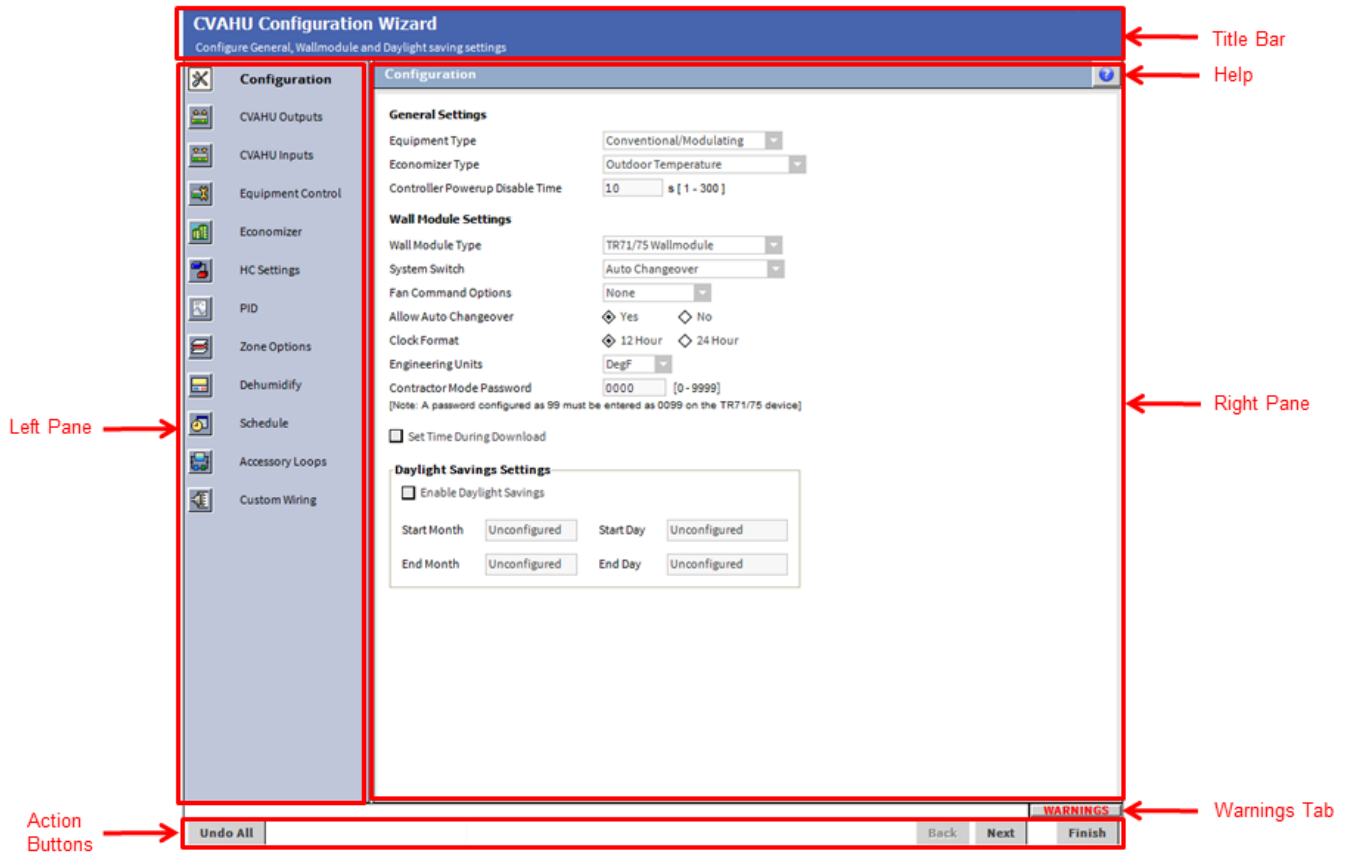 CVAHU Configuration Wizard
Configure General, Wallmodule and Daylight saving settings
Title Bar
Configuration
CVAHU Outputs
CVAHU Inputs
Equipment Control
Economizer
HC Settings
PID
Zone Options
Dehumidify
Schedule
Accessory Loops
Custom Wiring
Left Pane
Configuration
Help
General Settings
Equipment Type Conventional/Modulating
Economizer Type Outdoor Temperature
Controller Powerup Disable Time 10 s [ 1 - 300 ]
Wall Module Settings
Wall Module Type TR71/75 Wallmodule
System Switch Auto Changeover
Fan Command Options None
Allow Auto Changeover Yes No
Clock Format 12 Hour 24 Hour
Engineering Units DegF
Contractor Mode Password 0000 [0 - 9999]
[Note: A password configured as 99 must be entered as 0099 on the TR71/75 device]
Right Pane
Set Time During Download
Daylight Savings Settings
Enable Daylight Savings
Start Month Unconfigured Start Day Unconfigured
End Month Unconfigured End Day Unconfigured
WARNINGS
Warnings Tab
Action
Buttons
Undo All Back Next Finish